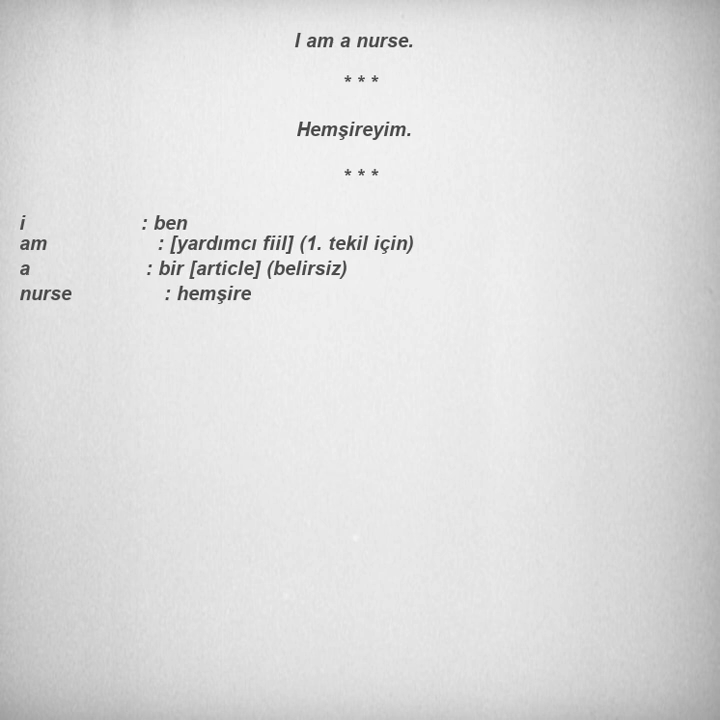 I am a nurse.
* * *
Hemşireyim.
* * *
i : ben
am : [yardımcı fiil] (1. tekil için)
a : bir [article] (belirsiz)
nurse : hemşire